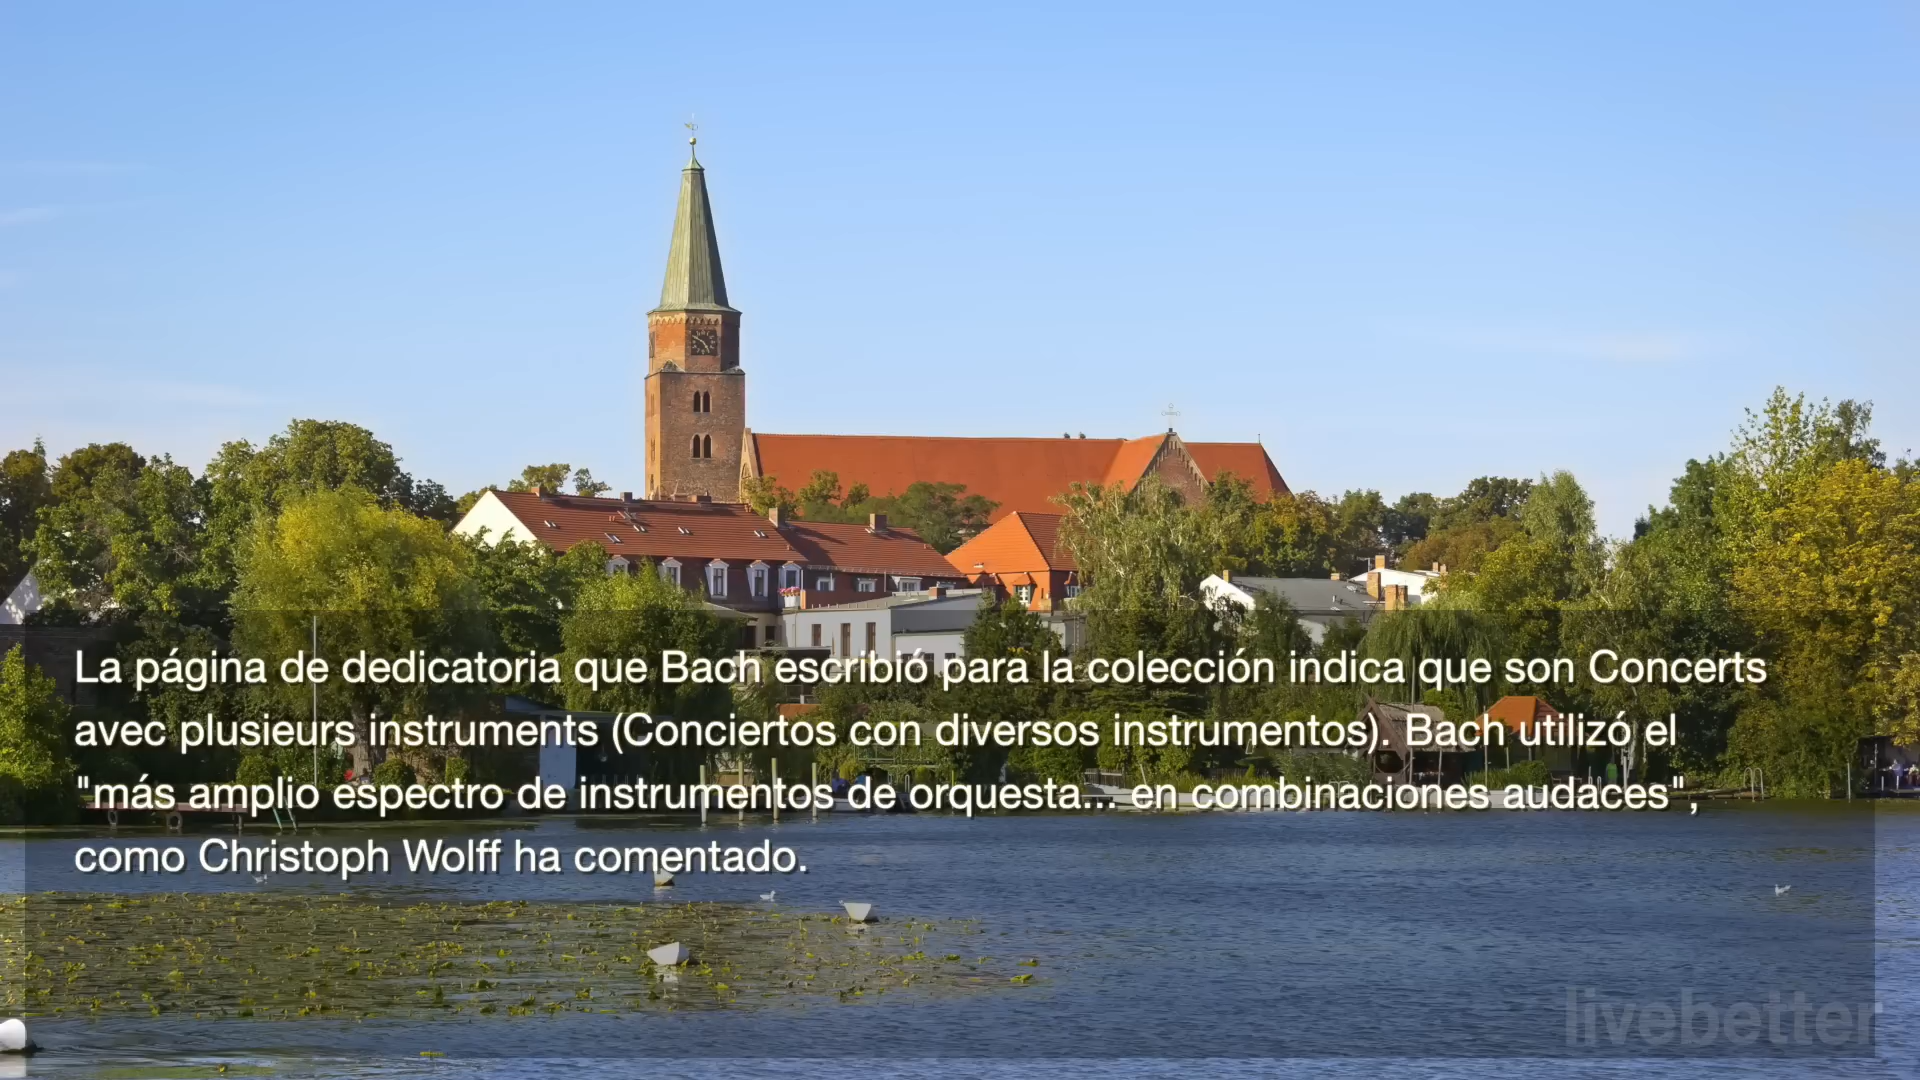 La página de dedicatoria que Bach escribió para la colección indica que son Concerts
avec plusieurs instruments (Conciertos con diversos instrumentos). Bach utilizó el
"más amplio espectro de instrumentos de orquesta... en combinaciones audaces",
como Christoph Wolff ha comentado.
livebetter